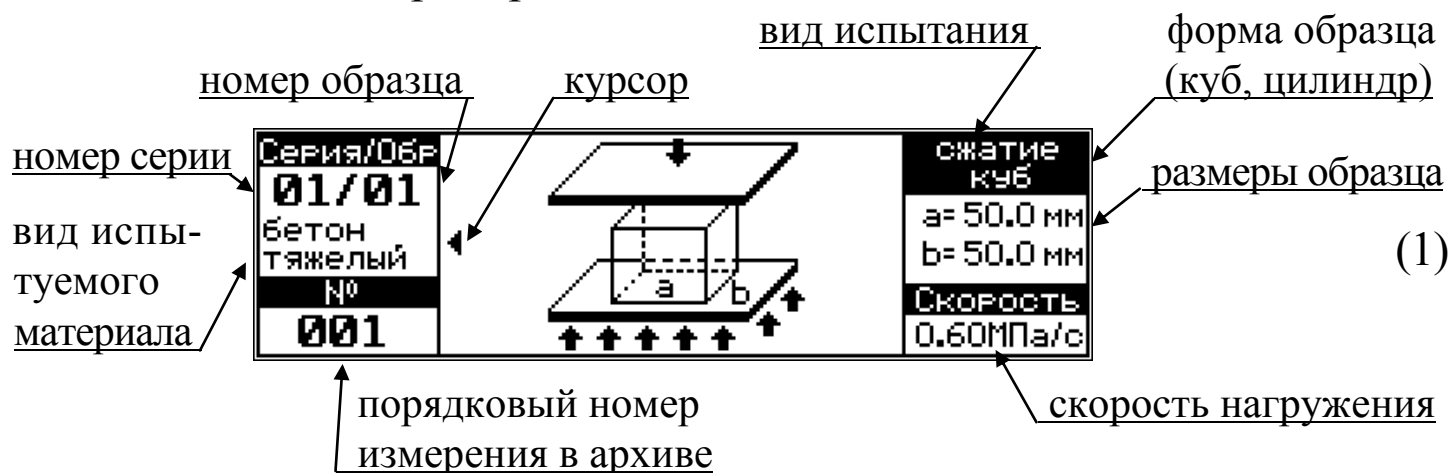 вид испытания
форма образца
(куб, цилиндр)
номер образца
курсор
номер серии
размеры образца
вид испы-
туемого
материала
Серия/Обр
01/01
бетон
тяжелый
№
001
a
b
сжатие
куб
a= 50.0 мм
b= 50.0 мм
Скорость
0.60МПа/с
(1)
порядковый номер
измерения в архиве
скорость нагружения